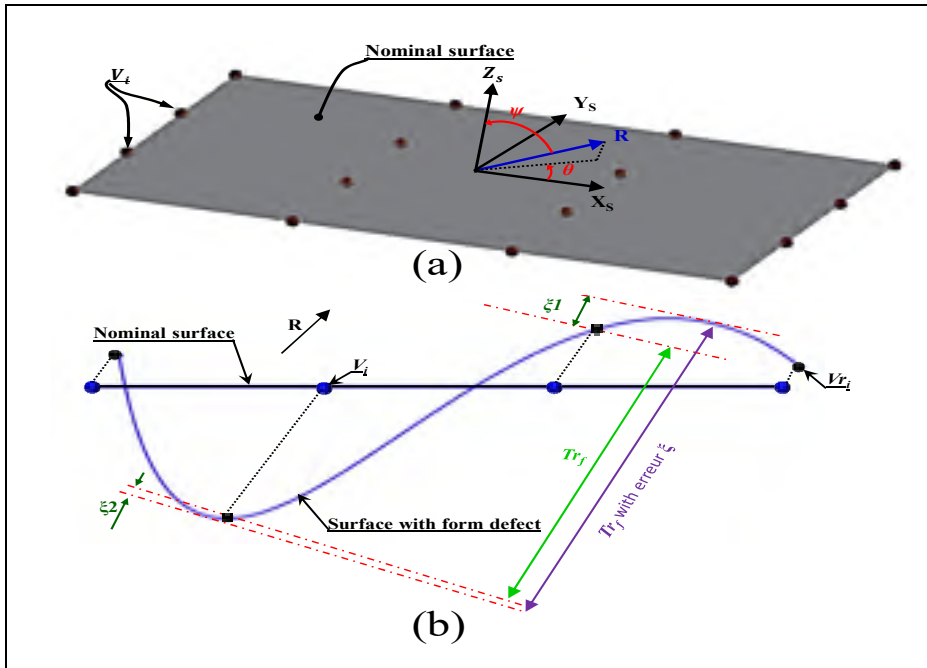 Nominal surface
V_i
Z_s
Y_S
ψ
R
θ
X_S
(a)
ξ1
Nominal surface
R
V_i
Vr_i
ξ2
Tr_f
Tr_f with erreur ξ
Surface with form defect
(b)